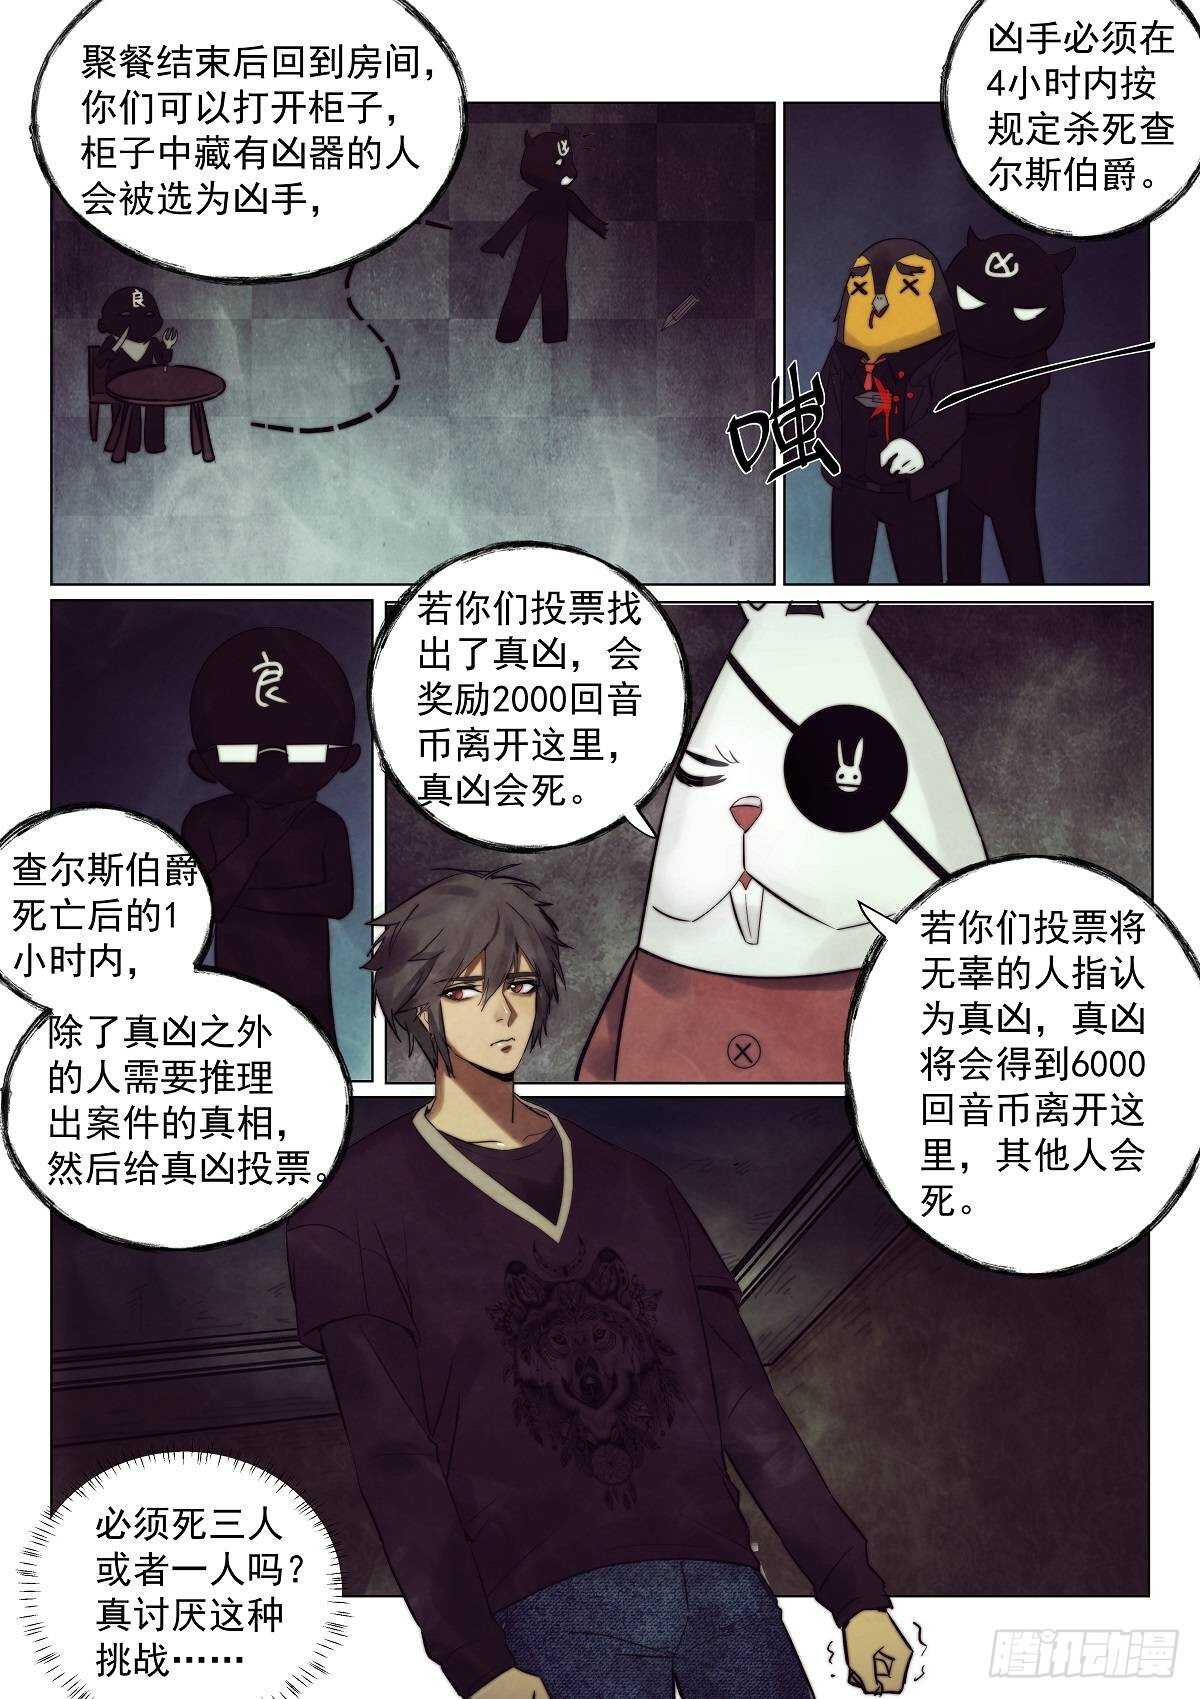 聚餐结束后回到房间，
你们可以打开柜子，
柜子中藏有凶器的人
会被选为凶手，
凶
良
凶手必须在
4小时内按
规定杀死查
尔斯伯爵。
凶
嗤
良
查尔斯伯爵
死亡后的1
小时内，
除了真凶之外
的人需要推理
出案件的真相，
然后给真凶投票。
若你们投票找
出了真凶，会
奖励2000回音
币离开这里，
真凶会死。
若你们投票将
无辜的人指认
为真凶，真凶
将会得到6000
回音币离开这
里，其他人会
死。
必须死三人
或者一人吗？
真讨厌这种
挑战……
腾讯动漫